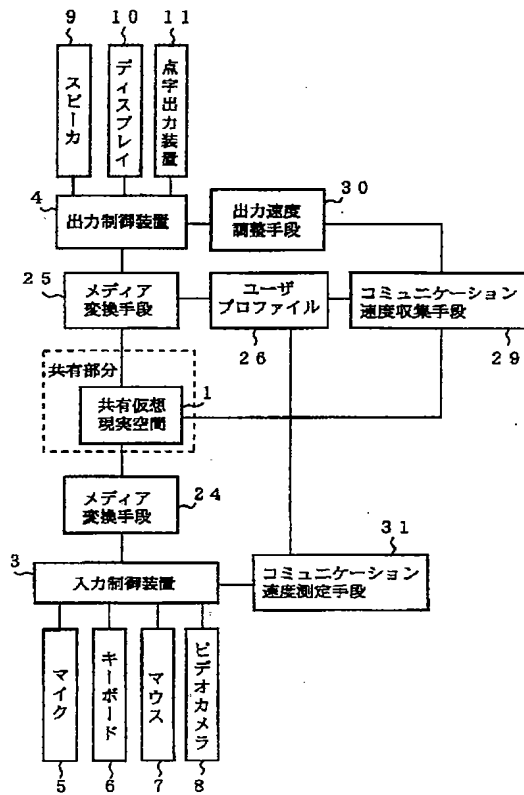 9
10
11
スピーカ
ディスプレイ
点字出力装置
4
出力制御装置
30
出力速度
調整手段
25
メディア
変換手段
ユーザ
プロファイル
26
コミュニケーション
速度収集手段
29
共有部分
1
共有仮想
現実空間
メディア
変換手段
24
3
入力制御装置
31
コミュニケーション
速度測定手段
マイク
キーボード
マウス
ビデオカメラ
5
6
7
8